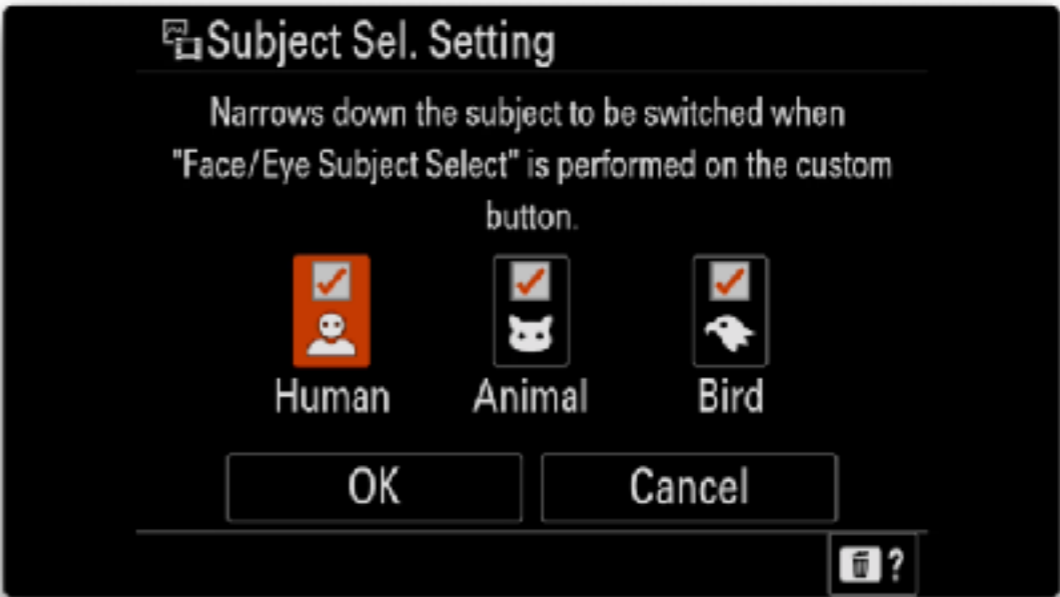 Subject Sel. Setting
Narrows down the subject to be switched when
"Face/Eye Subject Select" is performed on the custom
button.
Human Animal Bird
OK Cancel
?